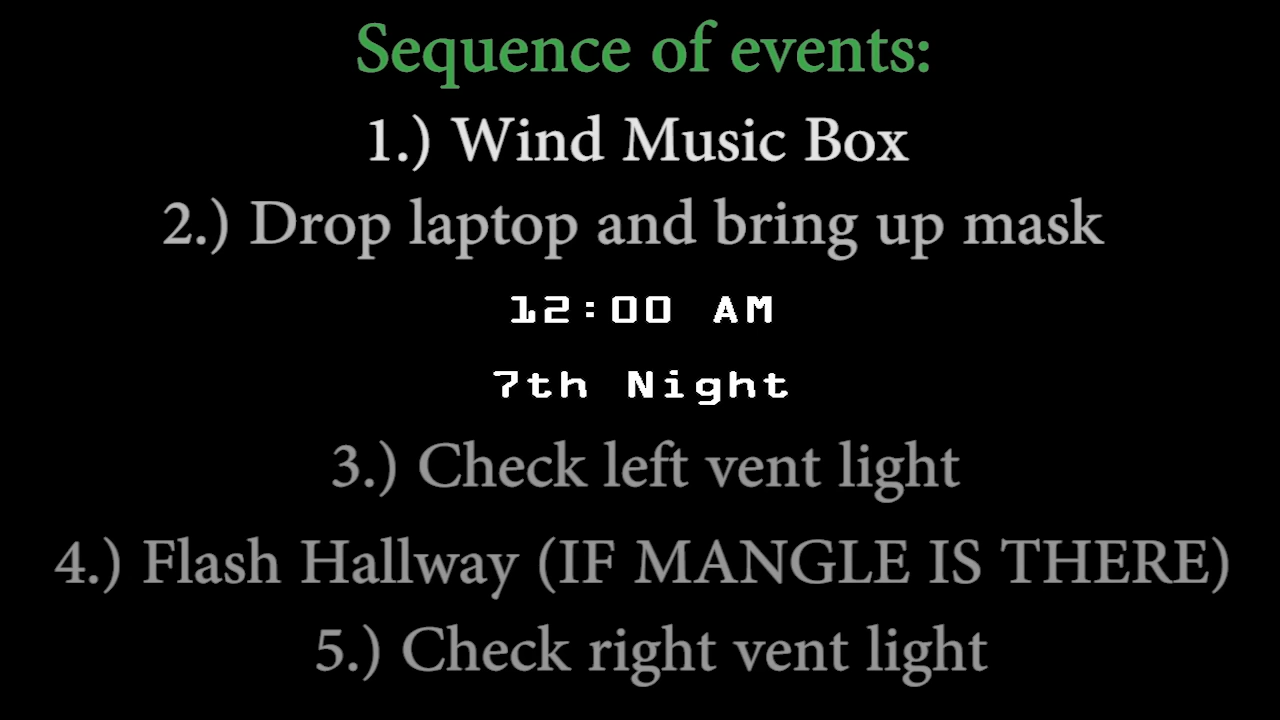 Sequence of events:
1.) Wind Music Box
2.) Drop laptop and bring up mask
12:00 AM
7th Night
3.) Check left vent light
4.) Flash Hallway (IF MANGLE IS THERE)
5.) Check right vent light